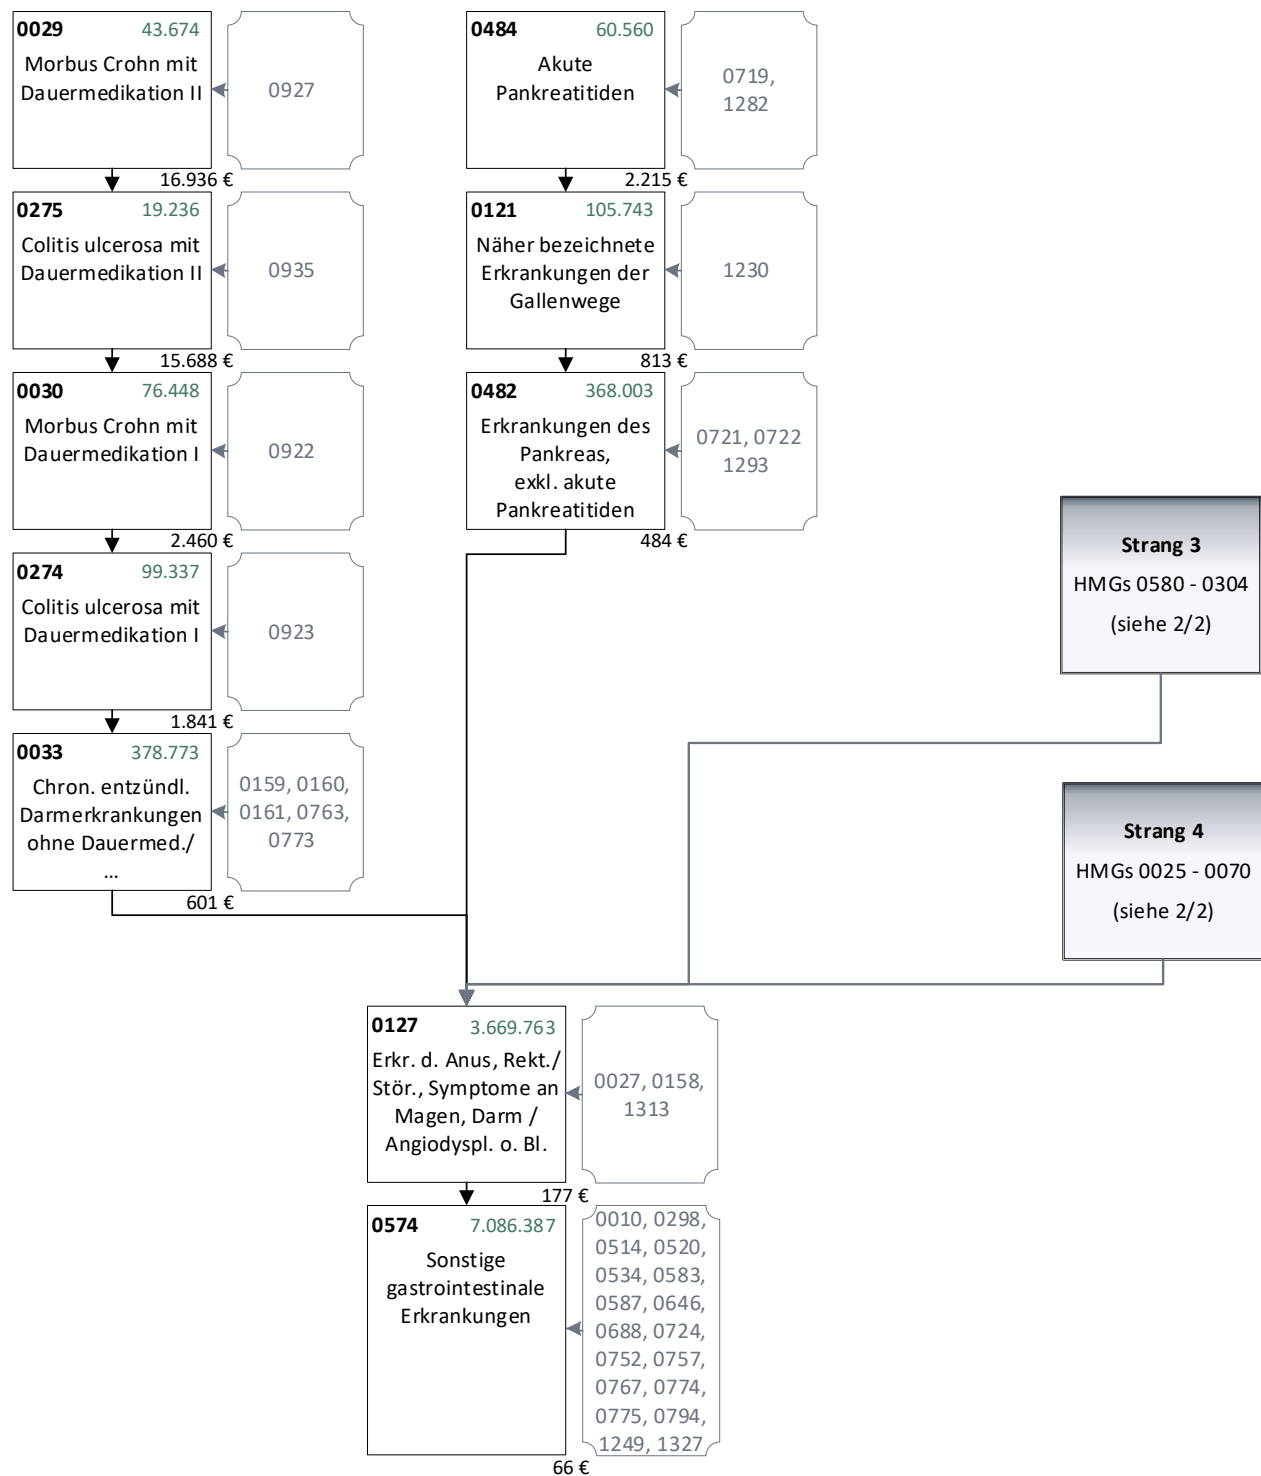 0029 43.674
Morbus Crohn mit
Dauermedikation II
0927
16.936 €
0275 19.236
Colitis ulcerosa mit
Dauermedikation II
0935
15.688 €
0030 76.448
Morbus Crohn mit
Dauermedikation I
0922
2.460 €
0274 99.337
Colitis ulcerosa mit
Dauermedikation I
0923
1.841 €
0033 378.773
Chron. entzündl.
Darmerkrankungen
ohne Dauermed./
...
0159, 0160,
0161, 0763,
0773
601 €
0484 60.560
Akute
Pankreatitiden
0719,
1282
2.215 €
0121 105.743
Näher bezeichnete
Erkrankungen der
Gallenwege
1230
813 €
0482 368.003
Erkrankungen des
Pankreas,
exkl. akute
Pankreatitiden
0721, 0722
1293
484 €
Strang 3
HMGs 0580 - 0304
(siehe 2/2)
Strang 4
HMGs 0025 - 0070
(siehe 2/2)
0127 3.669.763
Erkr. d. Anus, Rekt./
Stör., Symptome an
Magen, Darm /
Angiodyspl. o. Bl.
0027, 0158,
1313
177 €
0574 7.086.387
Sonstige
gastrointestinale
Erkrankungen
0010, 0298,
0514, 0520,
0534, 0583,
0587, 0646,
0688, 0724,
0752, 0757,
0767, 0774,
0775, 0794,
1249, 1327
66 €